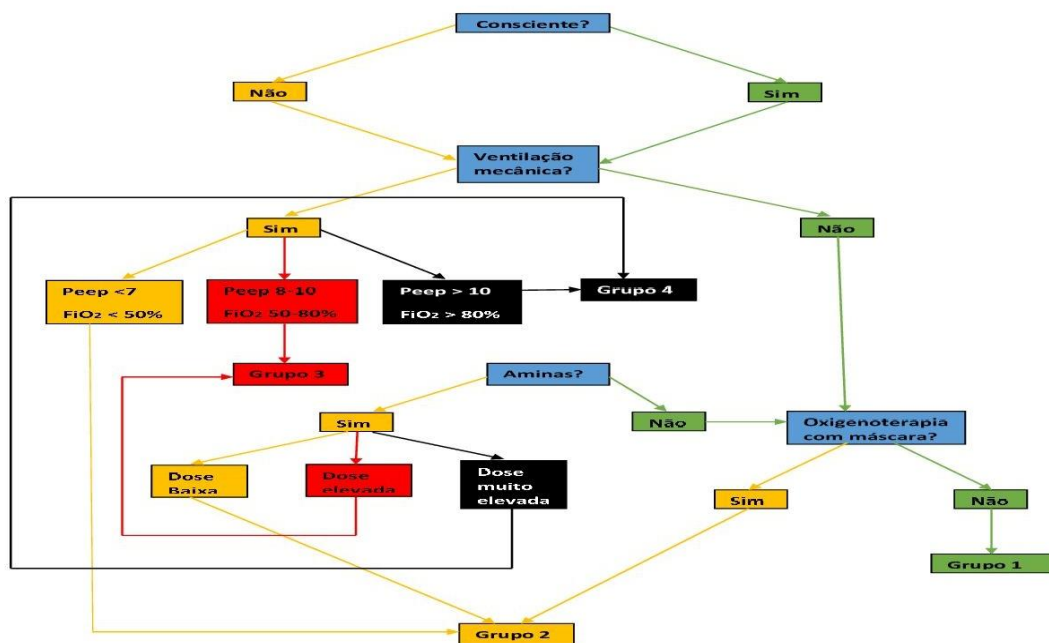 Consciente?
Não
Sim
Ventilação
mecânica?
Sim
Não
Peep <7
FiO₂ < 50%
Peep 8-10
FiO₂ 50-80%
Peep > 10
FiO₂ > 80%
Grupo 4
Grupo 3
Aminas?
Sim
Não
Oxigenoterapia
com máscara?
Dose
Baixa
Dose
elevada
Dose
muito
elevada
Sim
Não
Grupo 1
Grupo 2